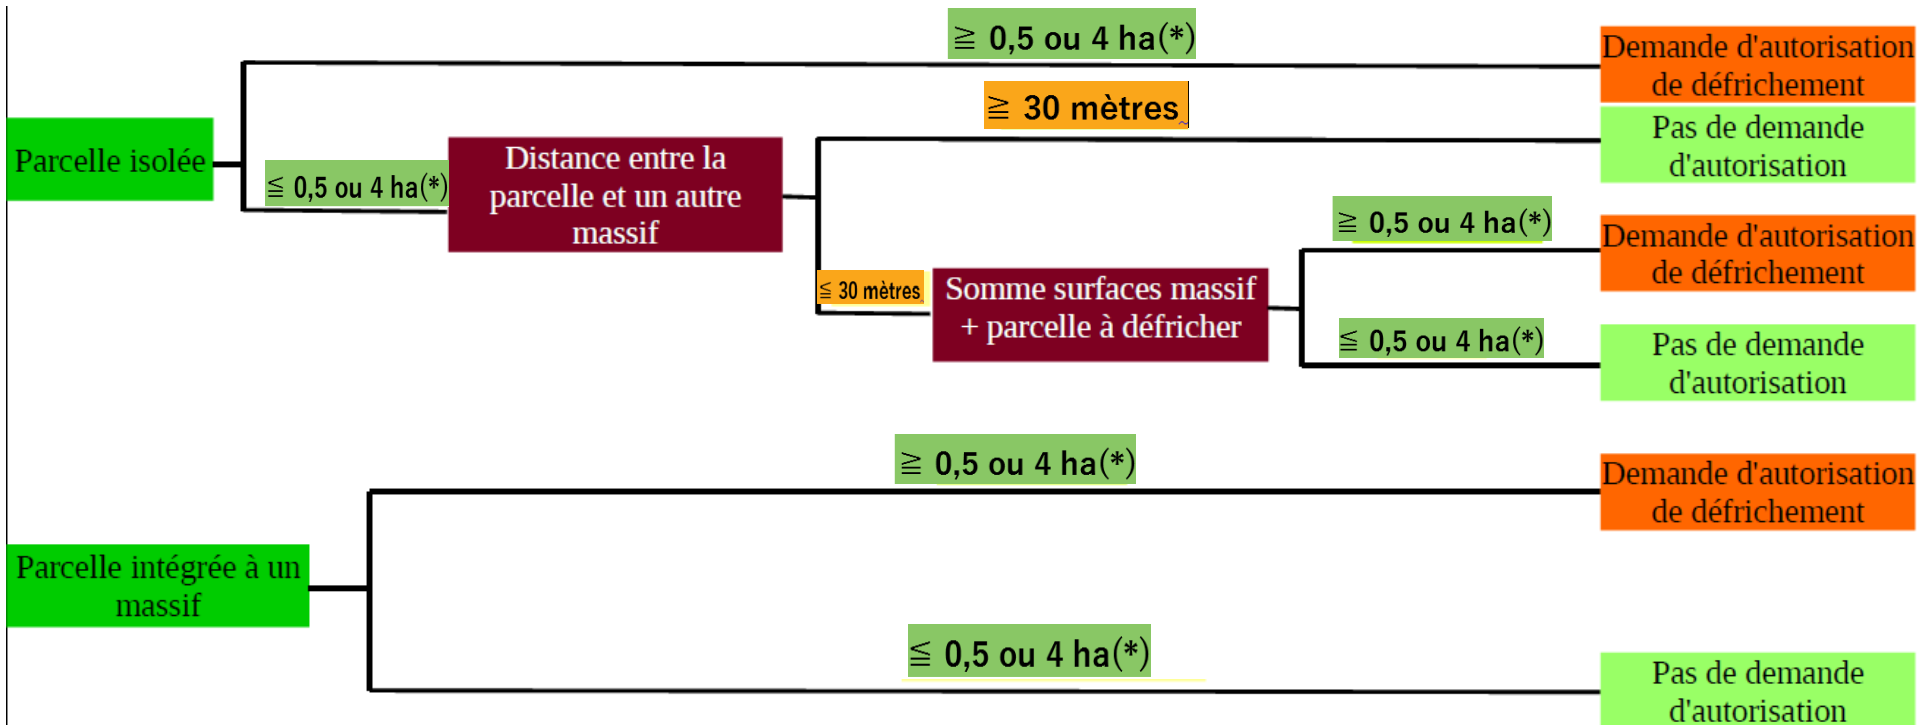 ≧ 0,5 ou 4 ha(*)
Demande d'autorisation
de défrichement
≧ 30 mètres
Pas de demande
d'autorisation
Parcelle isolée
≦ 0,5 ou 4 ha(*)
Distance entre la
parcelle et un autre
massif
≧ 0,5 ou 4 ha(*)
Demande d'autorisation
de défrichement
≦ 30 mètres
Somme surfaces massif
+ parcelle à défricher
≦ 0,5 ou 4 ha(*)
Pas de demande
d'autorisation
≧ 0,5 ou 4 ha(*)
Demande d'autorisation
de défrichement
Parcelle intégrée à un
massif
≦ 0,5 ou 4 ha(*)
Pas de demande
d'autorisation